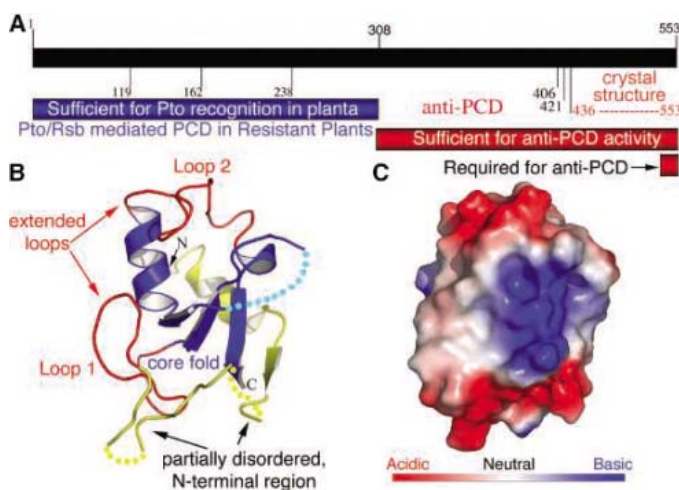 A
1 308 553
119 162 238 406 421 436 ------------- 553
crystal structure
anti-PCD
Sufficient for Pto recognition in planta
Pto/Rsb mediated PCD in Resistant Plants
Sufficient for anti-PCD activity
Required for anti-PCD
B
Loop 2
extended loops
N
Loop 1
core fold
C
partially disordered,
N-terminal region
C
Acidic Neutral Basic